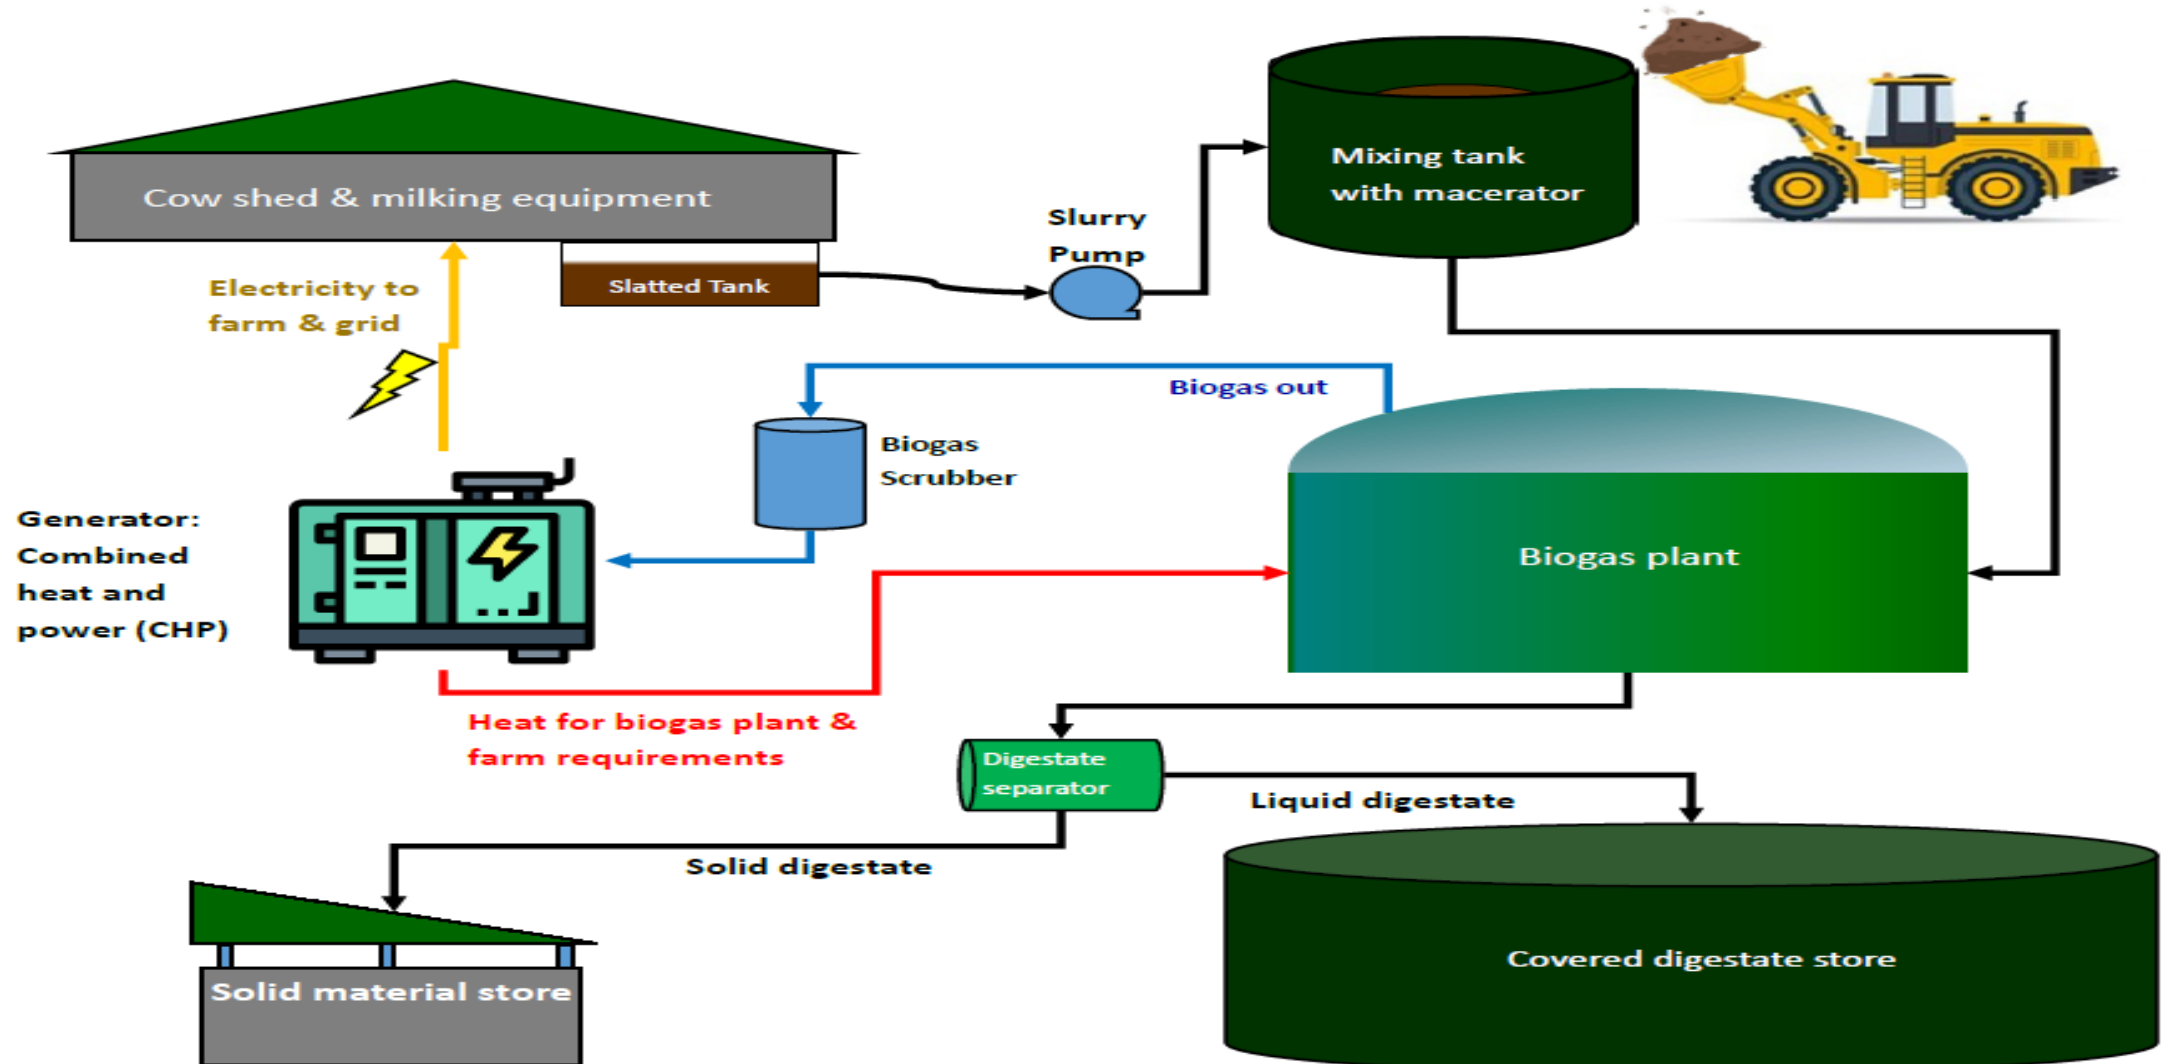 Cow shed & milking equipment
Slatted Tank
Slurry
Pump
Mixing tank
with macerator
Electricity to
farm & grid
Biogas out
Biogas
Scrubber
Generator:
Combined
heat and
power (CHP)
Biogas plant
Heat for biogas plant &
farm requirements
Digestate
separator
Liquid digestate
Solid digestate
Solid material store
Covered digestate store